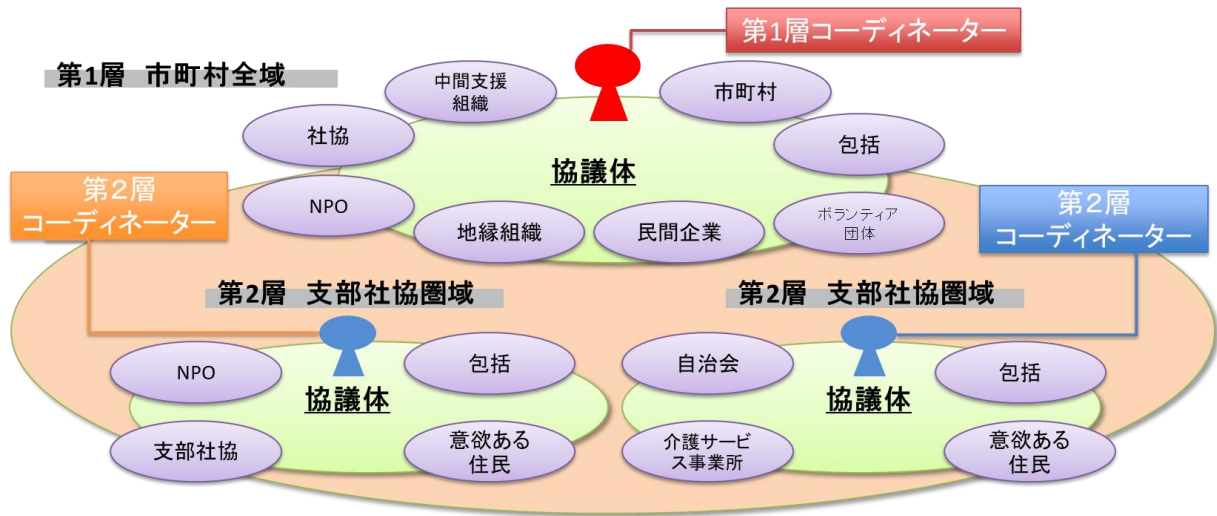 第1層コーディネーター
第1層 市町村全域
中間支援
組織
市町村
社協
包括
協議体
NPO
ボランティア
団体
地縁組織
民間企業
第２層
コーディネーター
第２層
コーディネーター
第2層 支部社協圏域
第2層 支部社協圏域
NPO
包括
協議体
支部社協
意欲ある
住民
自治会
包括
協議体
介護サービ
ス事業所
意欲ある
住民